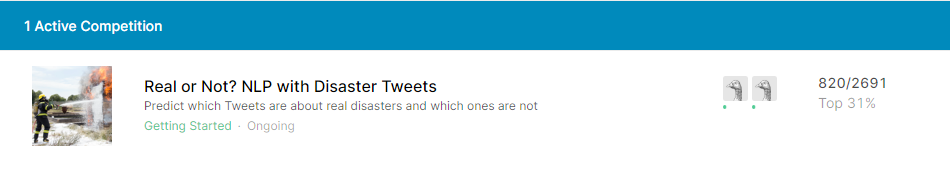 1 Active Competition
Real or Not? NLP with Disaster Tweets
Predict which Tweets are about real disasters and which ones are not
Getting Started · Ongoing
820/2691
Top 31%